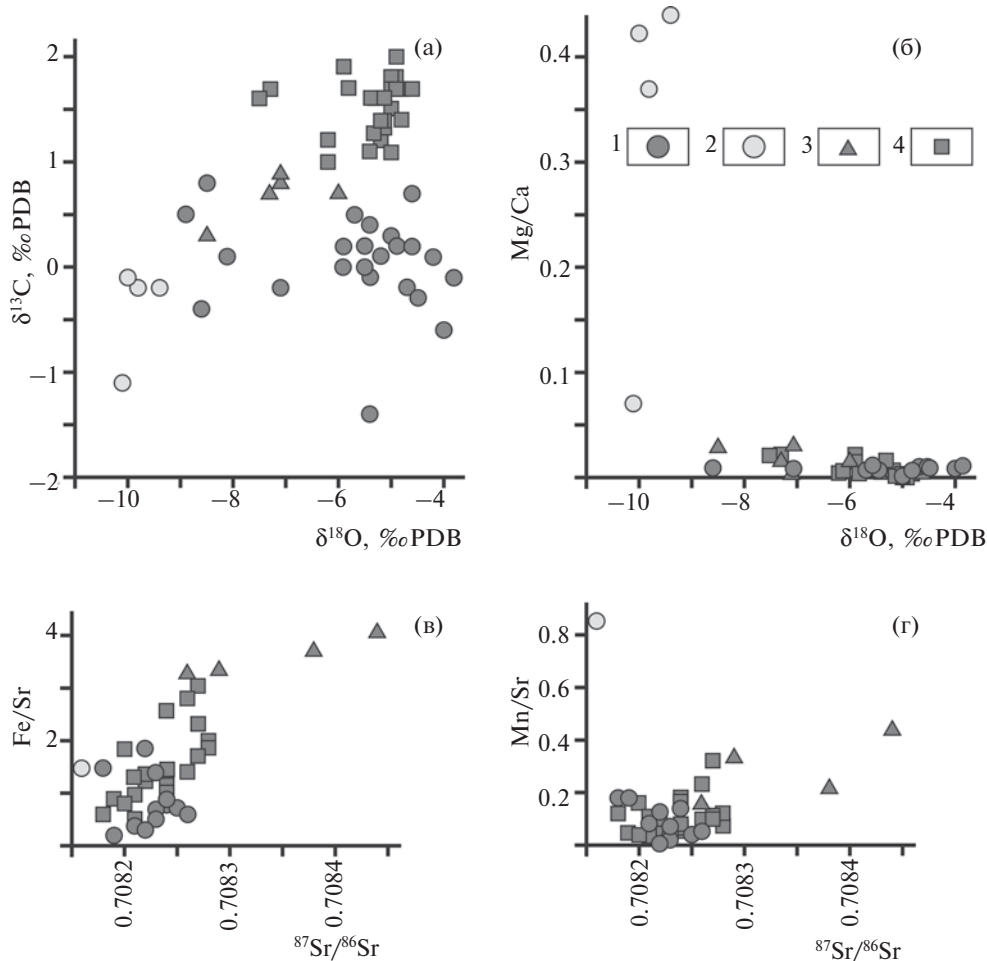 (а)
2
1
0
−1
−2
δ¹³C, ‰PDB
−10
−8
−6
−4
δ¹⁸O, ‰PDB
(б)
0.4
0.3
0.2
0.1
Mg/Ca
1
2
3
4
−10
−8
−6
−4
δ¹⁸O, ‰PDB
(в)
4
2
Fe/Sr
0.7082
0.7083
0.7084
⁸⁷Sr/⁸⁶Sr
(г)
0.8
0.6
0.4
0.2
Mn/Sr
0.7082
0.7083
0.7084
⁸⁷Sr/⁸⁶Sr